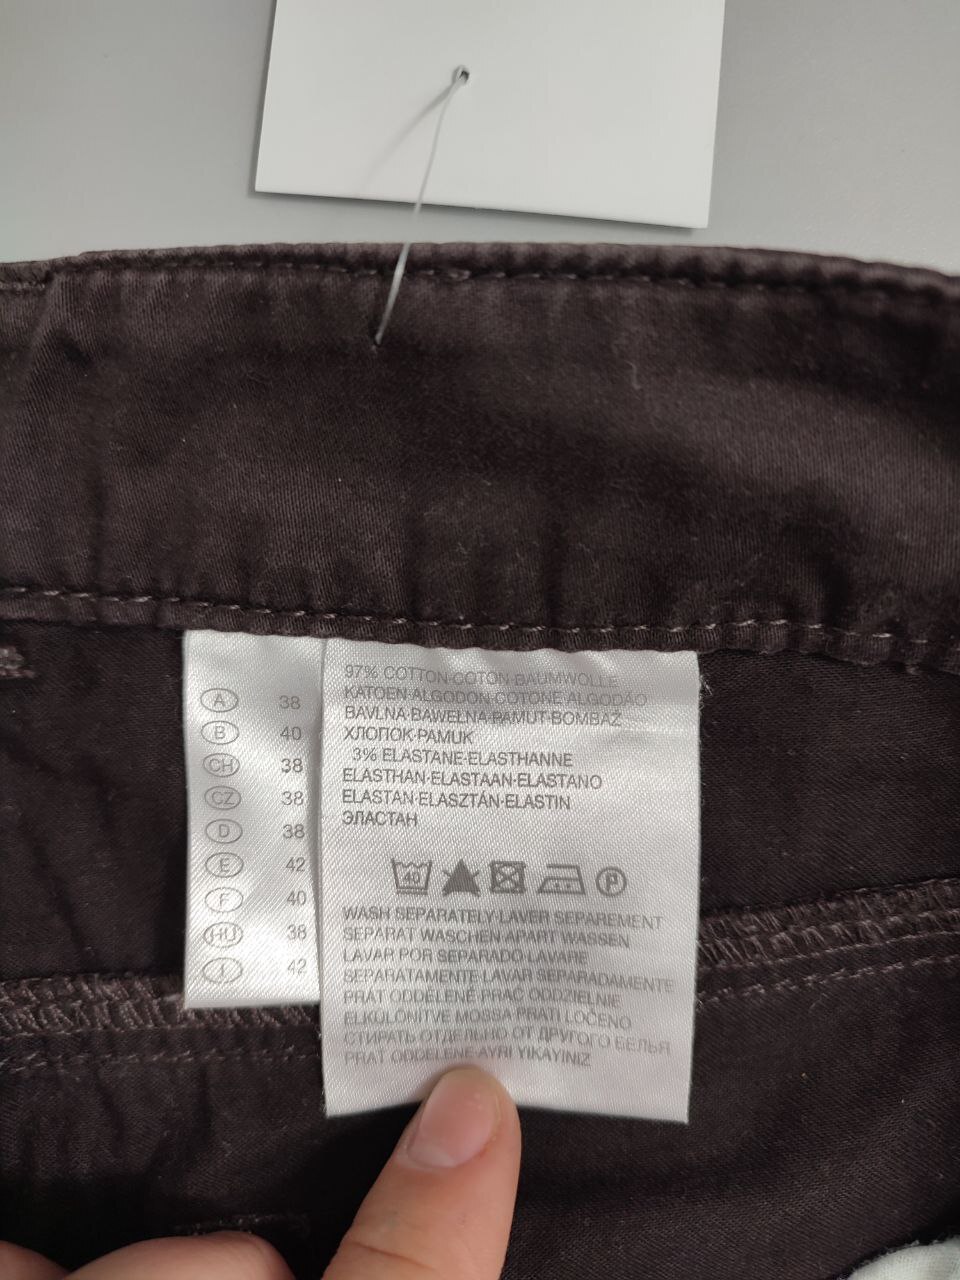 A 38
B 40
CH 38
CZ 38
D 38
E 42
F 40
HU 38
I 42
97% COTTON·COTON·BAUMWOLLE
KATOEN·ALGODON·COTONE·ALGODÃO
BAVLNA·BAWEŁNA·PAMUT·BOMBAŽ
ХЛОПОК·PAMUK
3% ELASTANE·ELASTHANNE
ELASTHAN·ELASTAAN·ELASTANO
ELASTAN·ELASZTÁN·ELASTIN
ЭЛАСТАН
40 P
WASH SEPARATELY·LAVER SEPAREMENT
SEPARAT WASCHEN·APART WASSEN
LAVAR POR SEPARADO·LAVARE
SEPARATAMENTE·LAVAR SEPARADAMENTE
PRÁT ODDĚLENĚ·PRAĆ ODDZIELNIE
ELKÜLÖNITVE MOSSA·PRATI LOČENO
СТИРАТЬ ОТДЕЛЬНО ОТ ДРУГОГО БЕЛЬЯ
PRAŤ ODDELENE·AYRI YIKAYINIZ